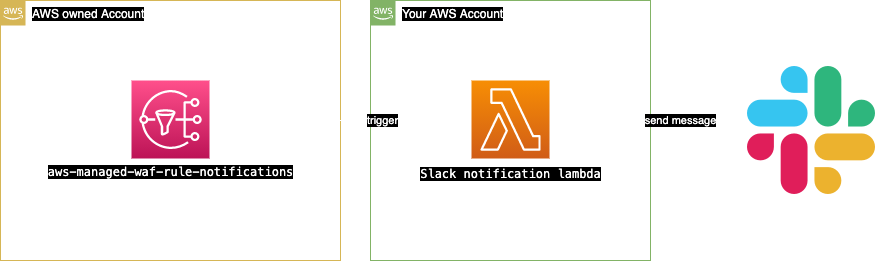 aws
AWS owned Account
aws
Your AWS Account
trigger
send message
aws-managed-waf-rule-notifications
Slack notification lambda